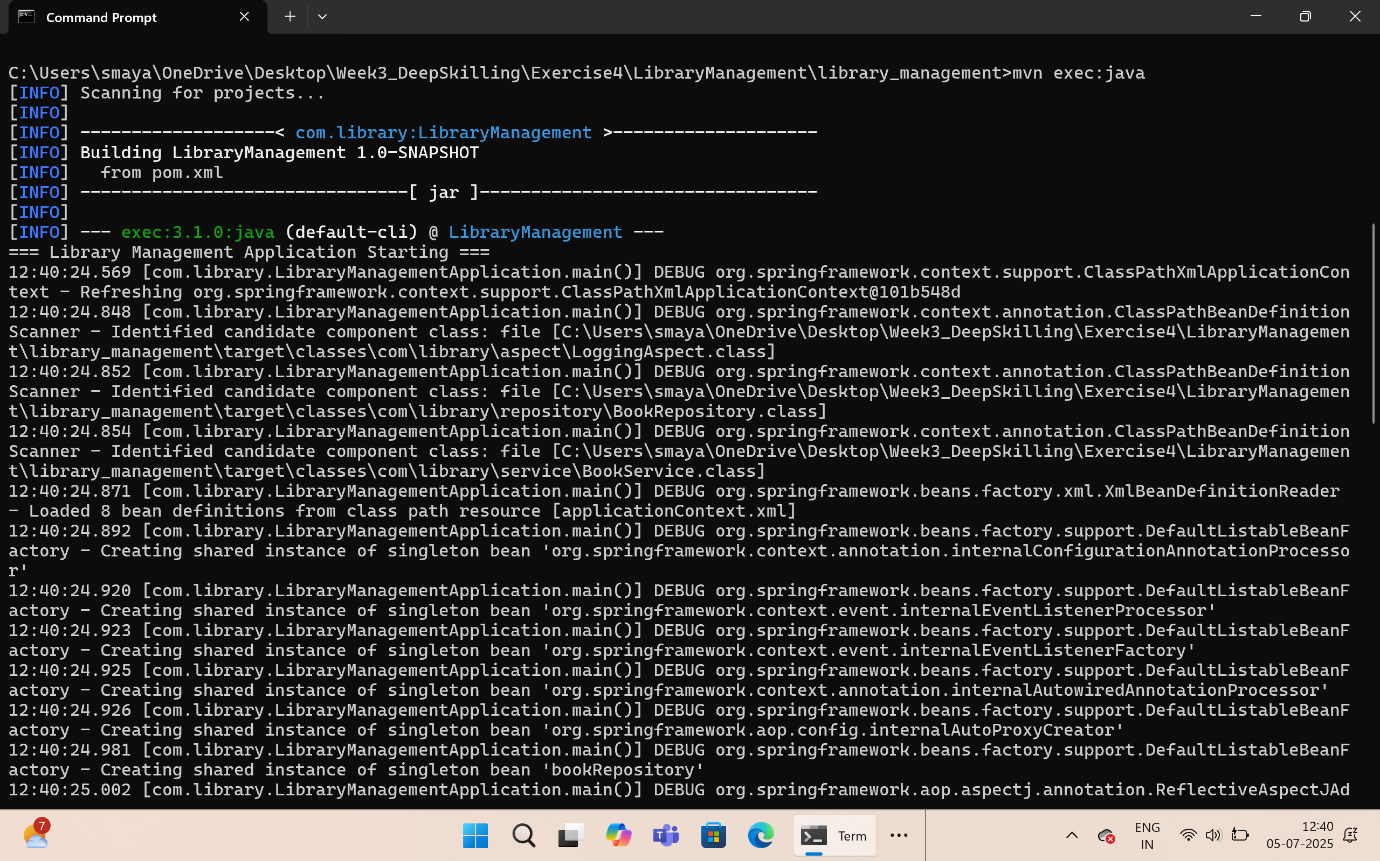 Command Prompt
C:\Users\smaya\OneDrive\Desktop\Week3_DeepSkilling\Exercise4\LibraryManagement\library_management>mvn exec:java
[INFO] Scanning for projects...
[INFO]
[INFO] -------------------< com.library:LibraryManagement >--------------------
[INFO] Building LibraryManagement 1.0-SNAPSHOT
[INFO]   from pom.xml
[INFO] --------------------------------[ jar ]---------------------------------
[INFO]
[INFO] --- exec:3.1.0:java (default-cli) @ LibraryManagement ---
=== Library Management Application Starting ===
12:40:24.569 [com.library.LibraryManagementApplication.main()] DEBUG org.springframework.context.support.ClassPathXmlApplicationCon
text - Refreshing org.springframework.context.support.ClassPathXmlApplicationContext@101b548d
12:40:24.848 [com.library.LibraryManagementApplication.main()] DEBUG org.springframework.context.annotation.ClassPathBeanDefinition
Scanner - Identified candidate component class: file [C:\Users\smaya\OneDrive\Desktop\Week3_DeepSkilling\Exercise4\LibraryManagemen
t\library_management\target\classes\com\library\aspect\LoggingAspect.class]
12:40:24.852 [com.library.LibraryManagementApplication.main()] DEBUG org.springframework.context.annotation.ClassPathBeanDefinition
Scanner - Identified candidate component class: file [C:\Users\smaya\OneDrive\Desktop\Week3_DeepSkilling\Exercise4\LibraryManagemen
t\library_management\target\classes\com\library\repository\BookRepository.class]
12:40:24.854 [com.library.LibraryManagementApplication.main()] DEBUG org.springframework.context.annotation.ClassPathBeanDefinition
Scanner - Identified candidate component class: file [C:\Users\smaya\OneDrive\Desktop\Week3_DeepSkilling\Exercise4\LibraryManagemen
t\library_management\target\classes\com\library\service\BookService.class]
12:40:24.871 [com.library.LibraryManagementApplication.main()] DEBUG org.springframework.beans.factory.xml.XmlBeanDefinitionReader
- Loaded 8 bean definitions from class path resource [applicationContext.xml]
12:40:24.892 [com.library.LibraryManagementApplication.main()] DEBUG org.springframework.beans.factory.support.DefaultListableBeanF
actory - Creating shared instance of singleton bean 'org.springframework.context.annotation.internalConfigurationAnnotationProcesso
r'
12:40:24.920 [com.library.LibraryManagementApplication.main()] DEBUG org.springframework.beans.factory.support.DefaultListableBeanF
actory - Creating shared instance of singleton bean 'org.springframework.context.event.internalEventListenerProcessor'
12:40:24.923 [com.library.LibraryManagementApplication.main()] DEBUG org.springframework.beans.factory.support.DefaultListableBeanF
actory - Creating shared instance of singleton bean 'org.springframework.context.event.internalEventListenerFactory'
12:40:24.925 [com.library.LibraryManagementApplication.main()] DEBUG org.springframework.beans.factory.support.DefaultListableBeanF
actory - Creating shared instance of singleton bean 'org.springframework.context.annotation.internalAutowiredAnnotationProcessor'
12:40:24.926 [com.library.LibraryManagementApplication.main()] DEBUG org.springframework.beans.factory.support.DefaultListableBeanF
actory - Creating shared instance of singleton bean 'org.springframework.aop.config.internalAutoProxyCreator'
12:40:24.981 [com.library.LibraryManagementApplication.main()] DEBUG org.springframework.beans.factory.support.DefaultListableBeanF
actory - Creating shared instance of singleton bean 'bookRepository'
12:40:25.002 [com.library.LibraryManagementApplication.main()] DEBUG org.springframework.aop.aspectj.annotation.ReflectiveAspectJAd
7
Term
ENG
IN
12:40
05-07-2025